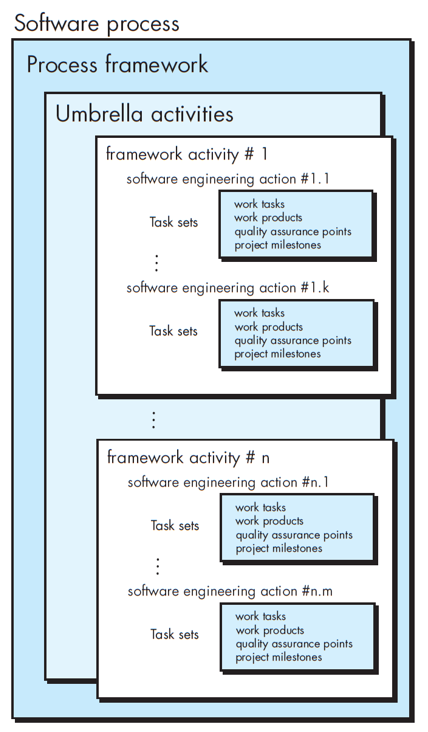 Software process
Process framework
Umbrella activities
framework activity # 1
software engineering action #1.1
Task sets
work tasks
work products
quality assurance points
project milestones
software engineering action #1.k
Task sets
work tasks
work products
quality assurance points
project milestones
framework activity # n
software engineering action #n.1
Task sets
work tasks
work products
quality assurance points
project milestones
software engineering action #n.m
Task sets
work tasks
work products
quality assurance points
project milestones